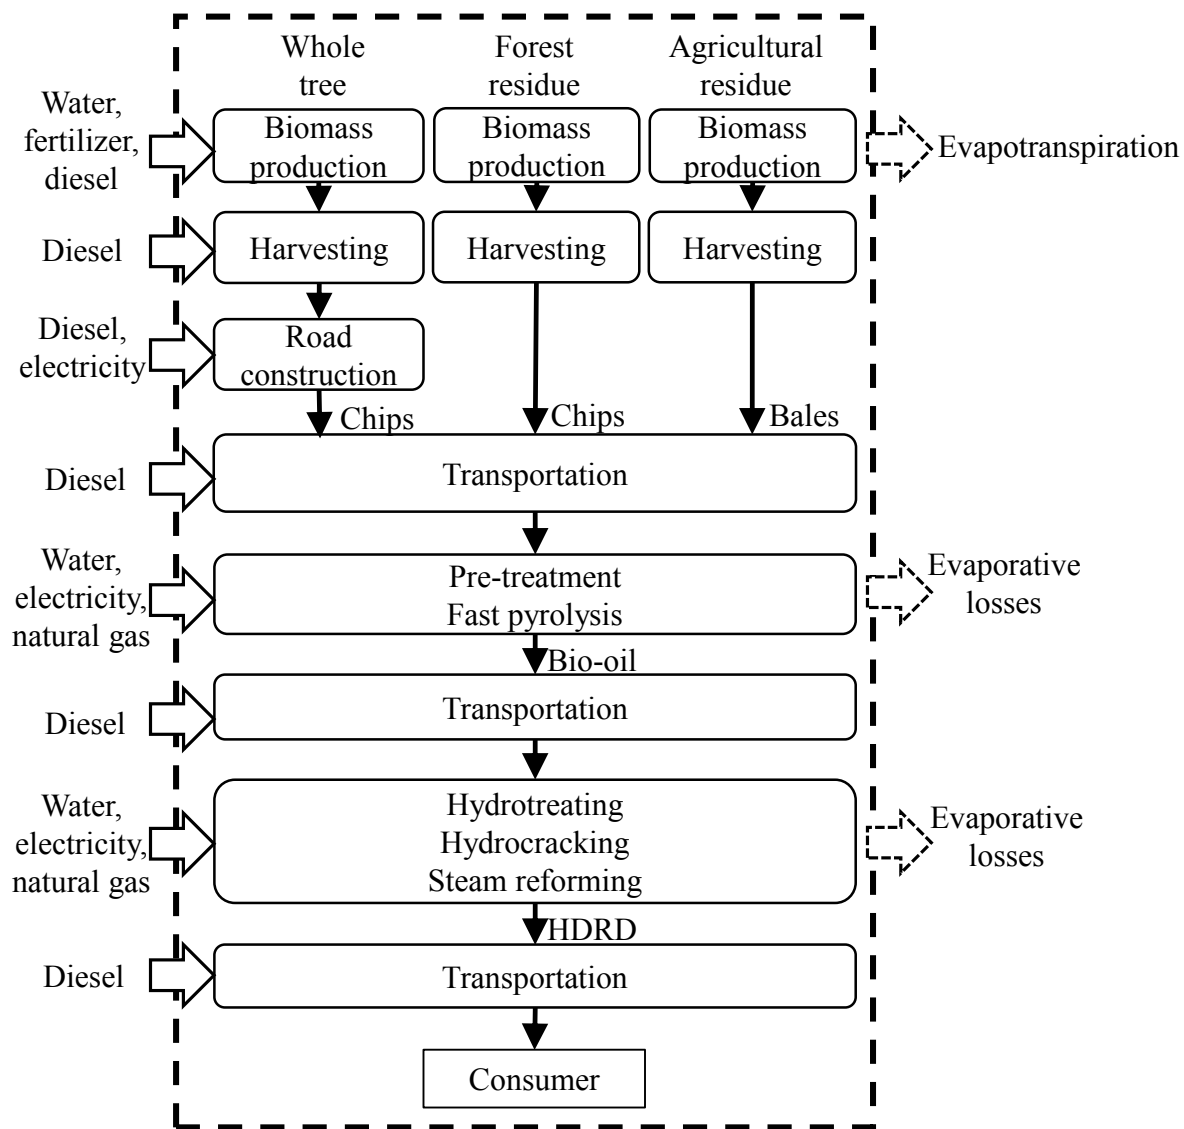 Whole
tree
Forest
residue
Agricultural
residue
Water,
fertilizer,
diesel
Biomass
production
Biomass
production
Biomass
production
Evapotranspiration
Diesel
Harvesting
Harvesting
Harvesting
Diesel,
electricity
Road
construction
Chips
Chips
Bales
Diesel
Transportation
Water,
electricity,
natural gas
Pre-treatment
Fast pyrolysis
Evaporative
losses
Bio-oil
Diesel
Transportation
Water,
electricity,
natural gas
Hydrotreating
Hydrocracking
Steam reforming
Evaporative
losses
HDRD
Diesel
Transportation
Consumer